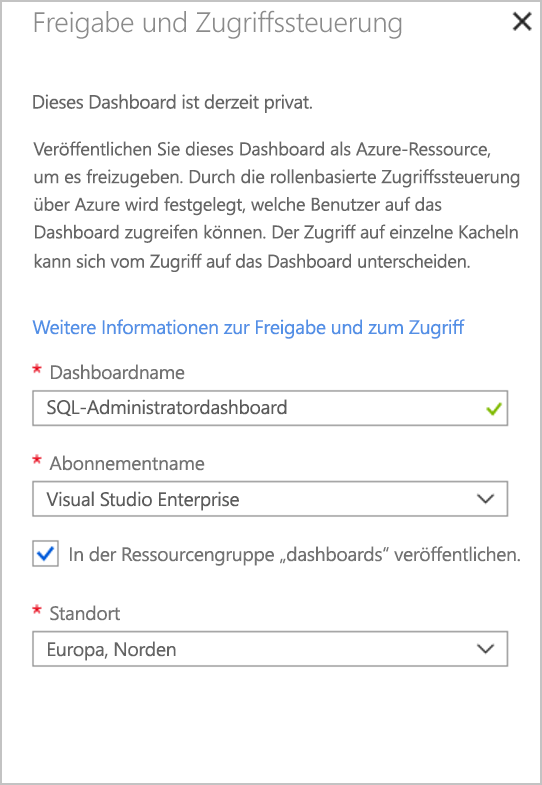 Freigabe und Zugriffssteuerung
Dieses Dashboard ist derzeit privat.
Veröffentlichen Sie dieses Dashboard als Azure-Ressource,
um es freizugeben. Durch die rollenbasierte Zugriffssteuerung
über Azure wird festgelegt, welche Benutzer auf das
Dashboard zugreifen können. Der Zugriff auf einzelne Kacheln
kann sich vom Zugriff auf das Dashboard unterscheiden.
Weitere Informationen zur Freigabe und zum Zugriff
* Dashboardname
SQL-Administratordashboard
* Abonnementname
Visual Studio Enterprise
In der Ressourcengruppe „dashboards“ veröffentlichen.
* Standort
Europa, Norden